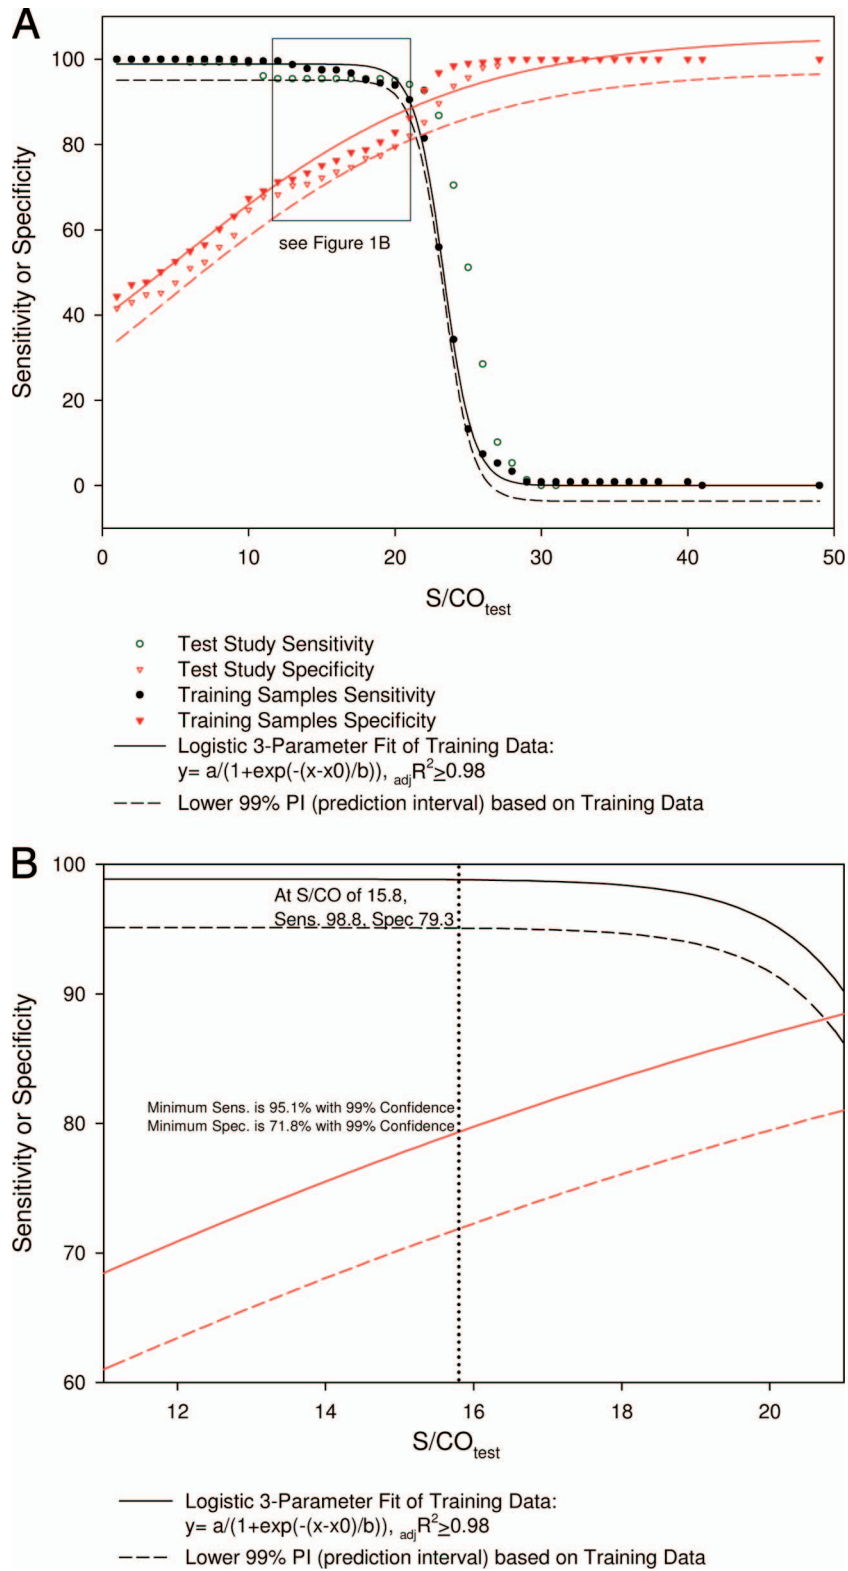 A
100
80
60
40
20
0
Sensitivity or Specificity
see Figure 1B
0 10 20 30 40 50
S/CO test
Test Study Sensitivity
Test Study Specificity
Training Samples Sensitivity
Training Samples Specificity
Logistic 3-Parameter Fit of Training Data:
y= a/(1+exp(-(x-x0)/b)), adjR²≥0.98
Lower 99% PI (prediction interval) based on Training Data
B
100
90
80
70
60
Sensitivity or Specificity
At S/CO of 15.8,
Sens. 98.8, Spec 79.3
Minimum Sens. is 95.1% with 99% Confidence
Minimum Spec. is 71.8% with 99% Confidence
12 14 16 18 20
S/CO test
Logistic 3-Parameter Fit of Training Data:
y= a/(1+exp(-(x-x0)/b)), adjR²≥0.98
Lower 99% PI (prediction interval) based on Training Data